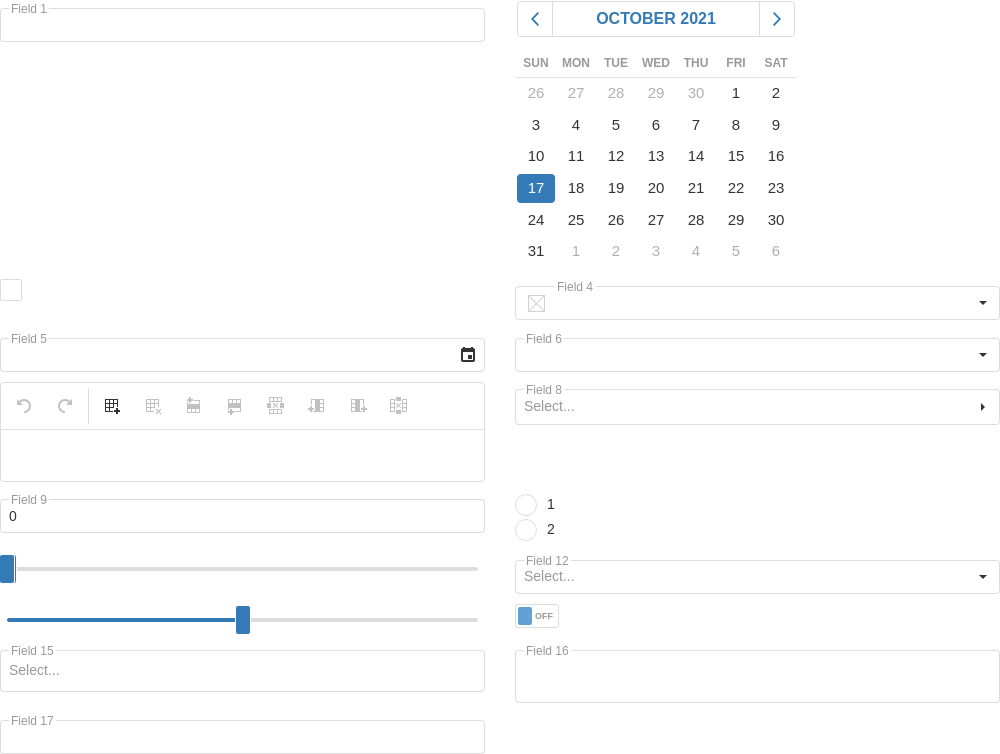 Field 1
OCTOBER 2021
SUN MON TUE WED THU FRI SAT
26 27 28 29 30 1 2
3 4 5 6 7 8 9
10 11 12 13 14 15 16
17 18 19 20 21 22 23
24 25 26 27 28 29 30
31 1 2 3 4 5 6
Field 4
Field 5
Field 6
Field 8
Select...
Field 9
0
1
2
Field 12
Select...
OFF
Field 15
Select...
Field 16
Field 17